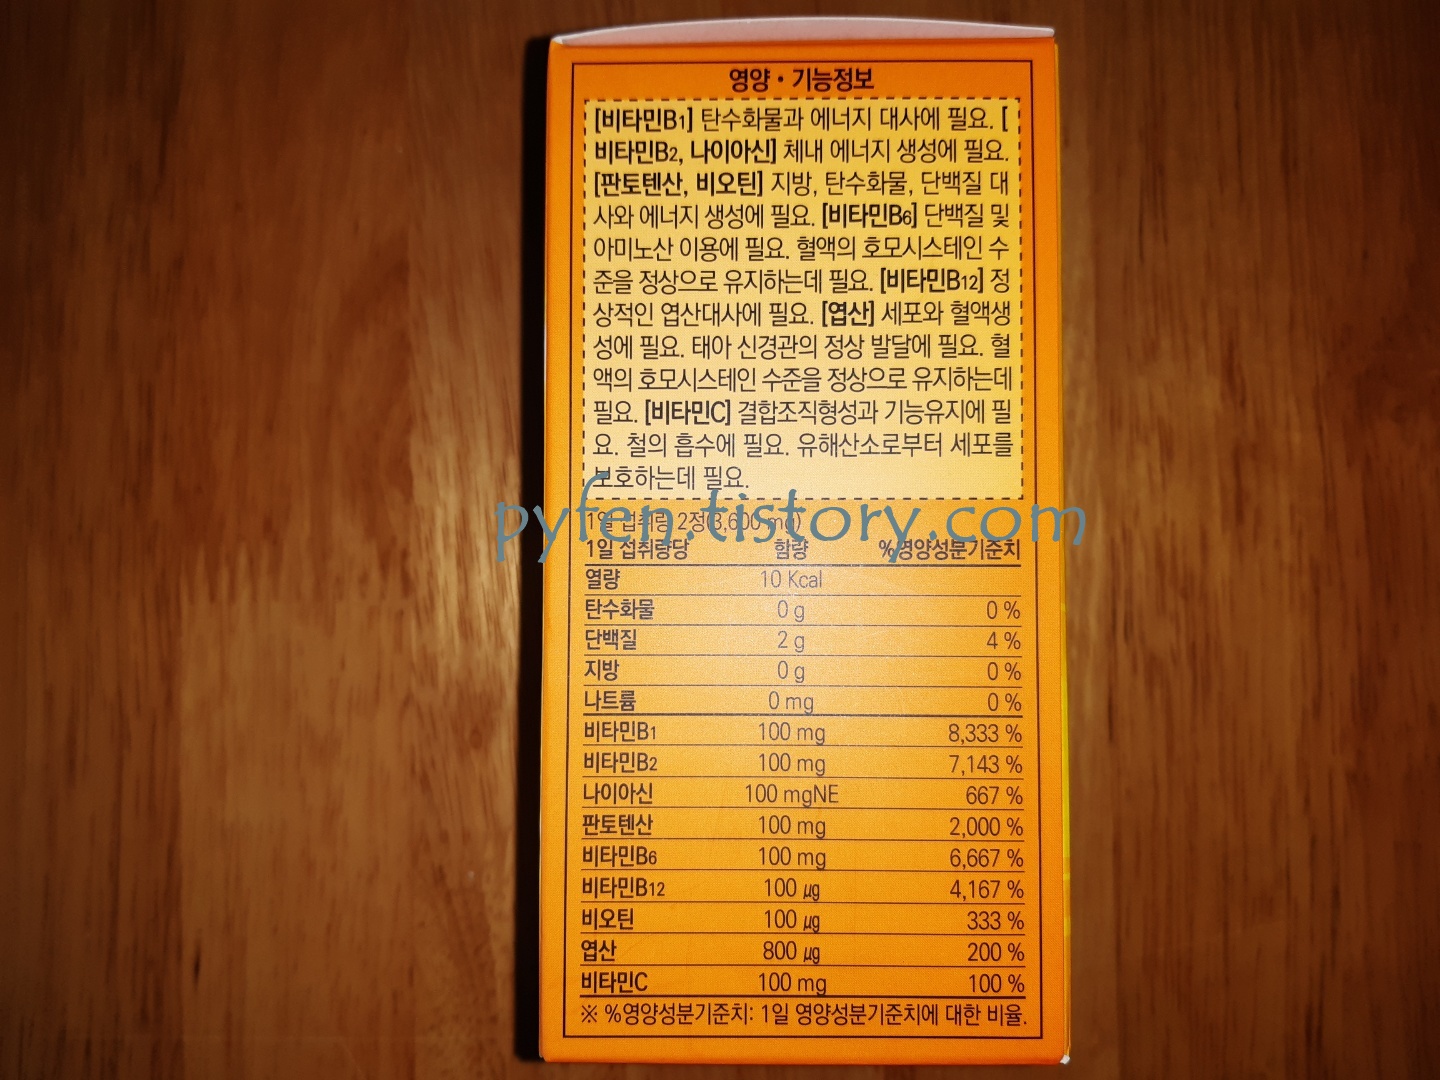 영양 • 기능정보
[비타민B1] 탄수화물과 에너지 대사에 필요. [
비타민B2, 나이아신] 체내 에너지 생성에 필요.
[판토텐산, 비오틴] 지방, 탄수화물, 단백질 대
사와 에너지 생성에 필요. [비타민B6] 단백질 및
아미노산 이용에 필요. 혈액의 호모시스테인 수
준을 정상으로 유지하는데 필요. [비타민B12] 정
상적인 엽산대사에 필요. [엽산] 세포와 혈액생
성에 필요. 태아 신경관의 정상 발달에 필요. 혈
액의 호모시스테인 수준을 정상으로 유지하는데
필요. [비타민C] 결합조직형성과 기능유지에 필
요. 철의 흡수에 필요. 유해산소로부터 세포를
보호하는데 필요.
pyfen.tistory.com
1일 섭취량 2정(3,600 mg)
1일 섭취량당 함량 %영양성분기준치
열량 10 Kcal
탄수화물 0 g 0 %
단백질 2 g 4 %
지방 0 g 0 %
나트륨 0 mg 0 %
비타민B1 100 mg 8,333 %
비타민B2 100 mg 7,143 %
나이아신 100 mgNE 667 %
판토텐산 100 mg 2,000 %
비타민B6 100 mg 6,667 %
비타민B12 100 μg 4,167 %
비오틴 100 μg 333 %
엽산 800 μg 200 %
비타민C 100 mg 100 %
※ %영양성분기준치: 1일 영양성분기준치에 대한 비율.